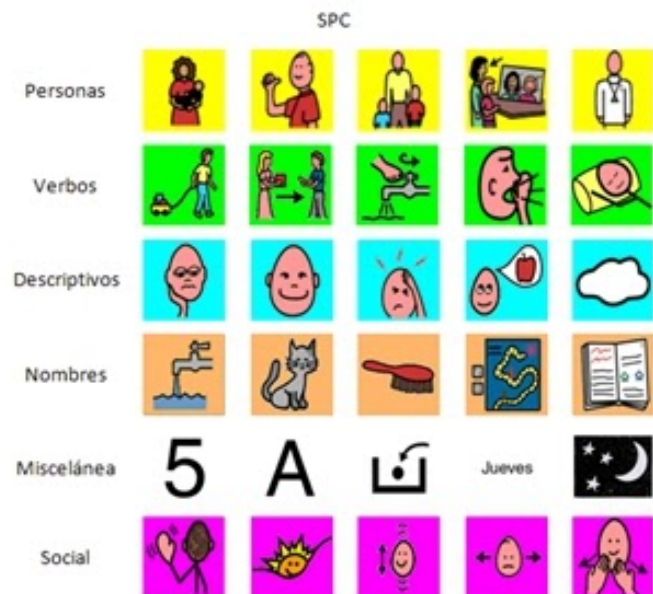 SPC
Personas
Verbos
Descriptivos
Nombres
Miscelánea
5 A Jueves
Social